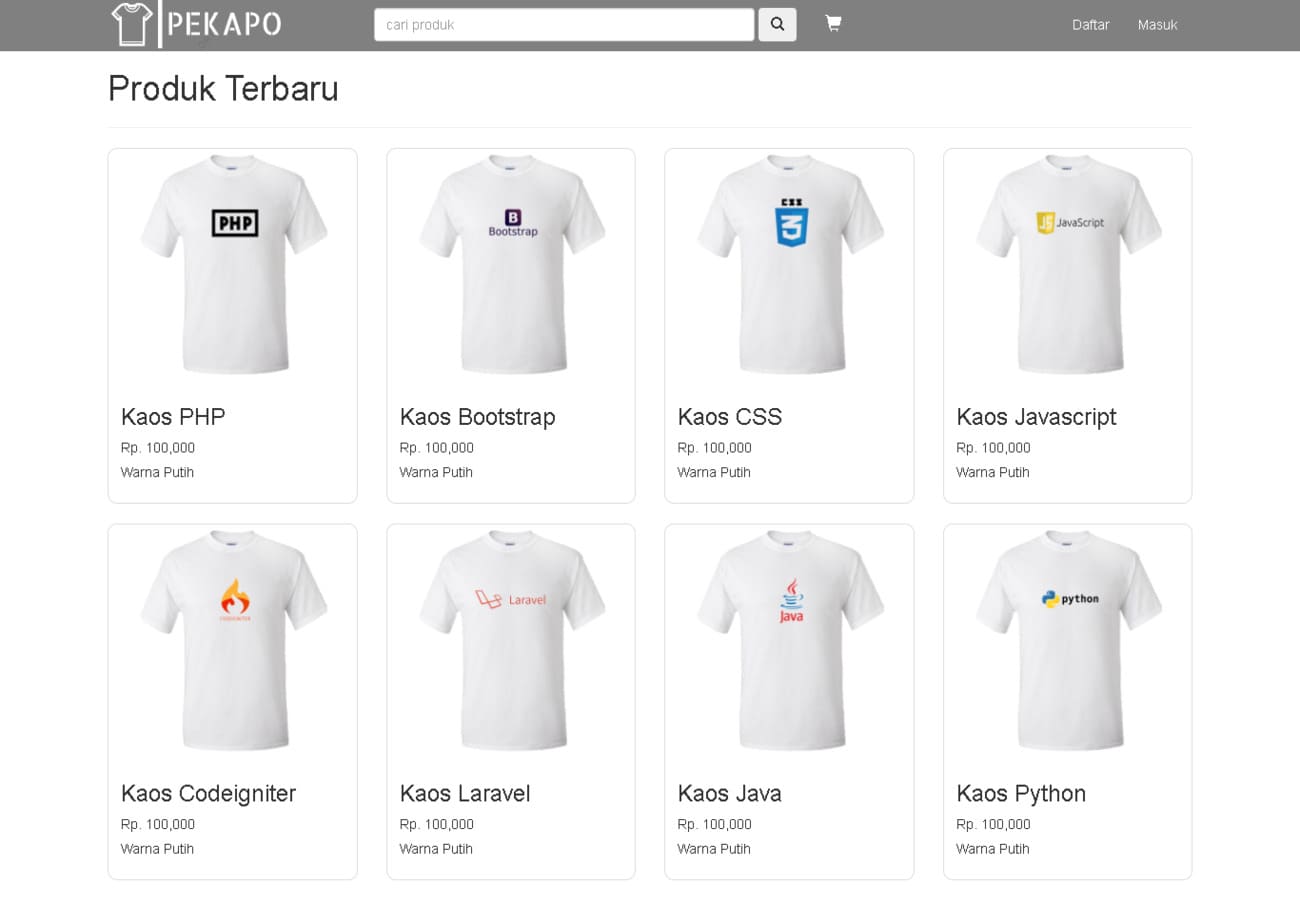 PEKAPO
cari produk
Daftar Masuk
Produk Terbaru
PHP
B
Bootstrap
CSS
3
JS JavaScript
Kaos PHP
Kaos Bootstrap
Kaos CSS
Kaos Javascript
Rp. 100,000
Rp. 100,000
Rp. 100,000
Rp. 100,000
Warna Putih
Warna Putih
Warna Putih
Warna Putih
CODEIGNITER
Laravel
Java
python
Kaos Codeigniter
Kaos Laravel
Kaos Java
Kaos Python
Rp. 100,000
Rp. 100,000
Rp. 100,000
Rp. 100,000
Warna Putih
Warna Putih
Warna Putih
Warna Putih